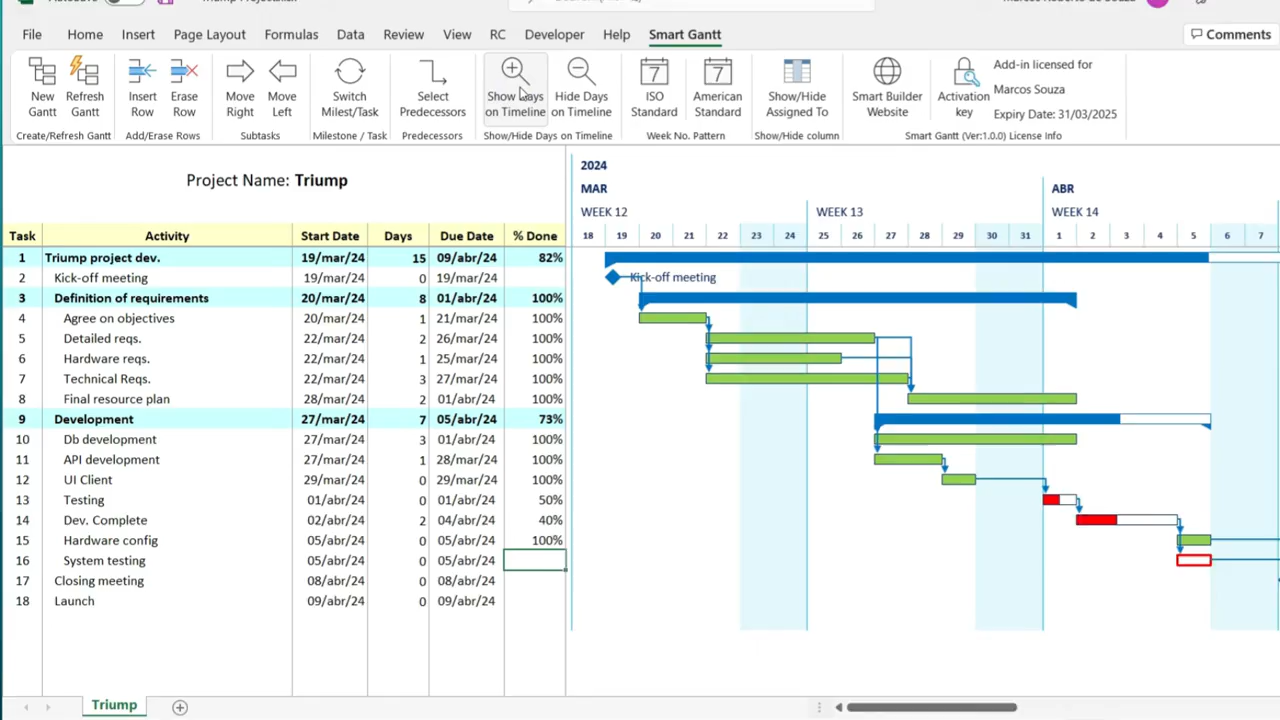 File Home Insert Page Layout Formulas Data Review View RC Developer Help Smart Gantt Comments
New Gantt
Refresh Gantt
Insert Row
Erase Row
Move Right
Move Left
Switch Milest/Task
Select Predecessors
Show Days on Timeline
Hide Days on Timeline
ISO Standard
American Standard
Show/Hide Assigned To
Smart Builder Website
Activation key
Add-in licensed for
Marcos Souza
Expiry Date: 31/03/2025
Create/Refresh Gantt Add/Erase Rows Subtasks Milestone / Task Predecessors Show/Hide Days on Timeline Week No. Pattern Show/Hide column Smart Gantt (Ver:1.0.0) License Info
Project Name: Triump
2024
MAR ABR
WEEK 12 WEEK 13 WEEK 14
Task Activity Start Date Days Due Date % Done 18 19 20 21 22 23 24 25 26 27 28 29 30 31 1 2 3 4 5 6 7
1 Triump project dev. 19/mar/24 15 09/abr/24 82%
2 Kick-off meeting 19/mar/24 0 19/mar/24 Kick-off meeting
3 Definition of requirements 20/mar/24 8 01/abr/24 100%
4 Agree on objectives 20/mar/24 1 21/mar/24 100%
5 Detailed reqs. 22/mar/24 2 26/mar/24 100%
6 Hardware reqs. 22/mar/24 1 25/mar/24 100%
7 Technical Reqs. 22/mar/24 3 27/mar/24 100%
8 Final resource plan 28/mar/24 2 01/abr/24 100%
9 Development 27/mar/24 7 05/abr/24 73%
10 Db development 27/mar/24 3 01/abr/24 100%
11 API development 27/mar/24 1 28/mar/24 100%
12 UI Client 29/mar/24 0 29/mar/24 100%
13 Testing 01/abr/24 0 01/abr/24 50%
14 Dev. Complete 02/abr/24 2 04/abr/24 40%
15 Hardware config 05/abr/24 0 05/abr/24 100%
16 System testing 05/abr/24 0 05/abr/24
17 Closing meeting 08/abr/24 0 08/abr/24
18 Launch 09/abr/24 0 09/abr/24
Triump